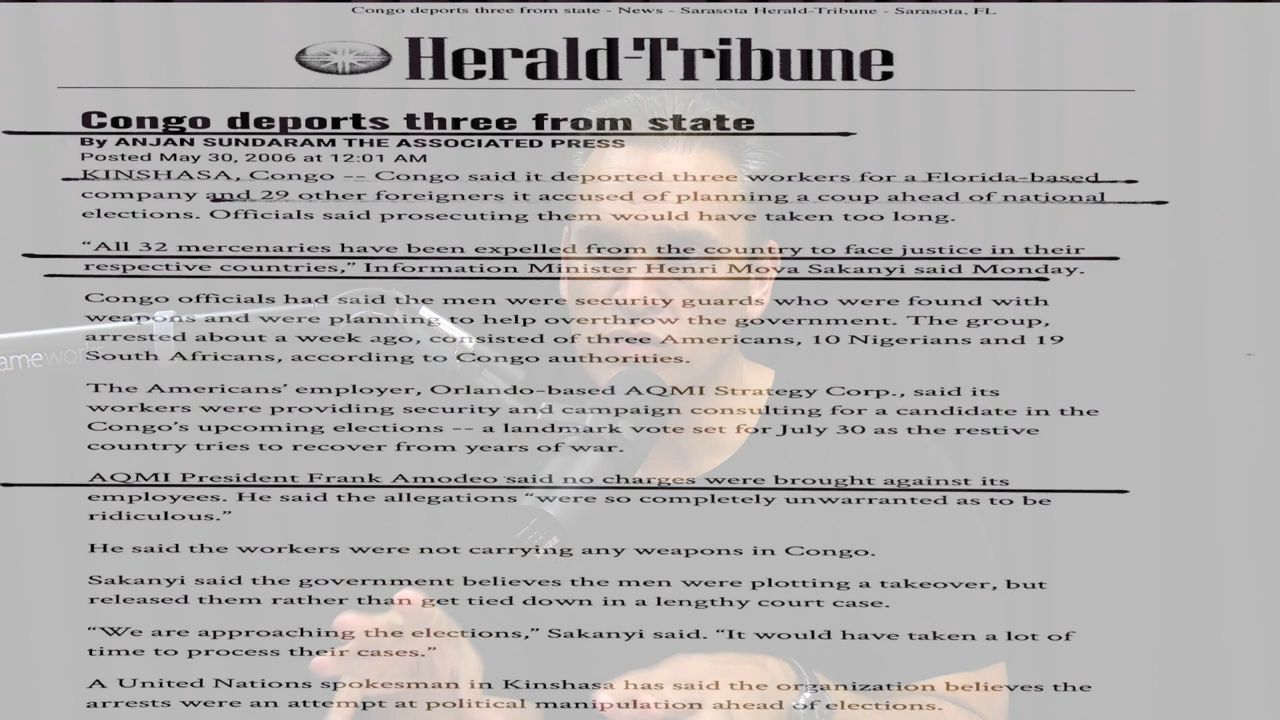 Congo deports three from state - News - Sarasota Herald-Tribune - Sarasota, FL
Herald-Tribune
Congo deports three from state
By ANJAN SUNDARAM THE ASSOCIATED PRESS
Posted May 30, 2006 at 12:01 AM
KINSHASA, Congo -- Congo said it deported three workers for a Florida-based
company and 29 other foreigners it accused of planning a coup ahead of national
elections. Officials said prosecuting them would have taken too long.
“All 32 mercenaries have been expelled from the country to face justice in their
respective countries,” Information Minister Henri Mova Sakanyi said Monday.
Congo officials had said the men were security guards who were found with
weapons and were planning to help overthrow the government. The group,
arrested about a week ago, consisted of three Americans, 10 Nigerians and 19
South Africans, according to Congo authorities.
The Americans’ employer, Orlando-based AQMI Strategy Corp., said its
workers were providing security and campaign consulting for a candidate in the
Congo’s upcoming elections -- a landmark vote set for July 30 as the restive
country tries to recover from years of war.
AQMI President Frank Amodeo said no charges were brought against its
employees. He said the allegations “were so completely unwarranted as to be
ridiculous.”
He said the workers were not carrying any weapons in Congo.
Sakanyi said the government believes the men were plotting a takeover, but
released them rather than get tied down in a lengthy court case.
“We are approaching the elections,” Sakanyi said. “It would have taken a lot of
time to process their cases.”
A United Nations spokesman in Kinshasa has said the organization believes the
arrests were an attempt at political manipulation ahead of elections.